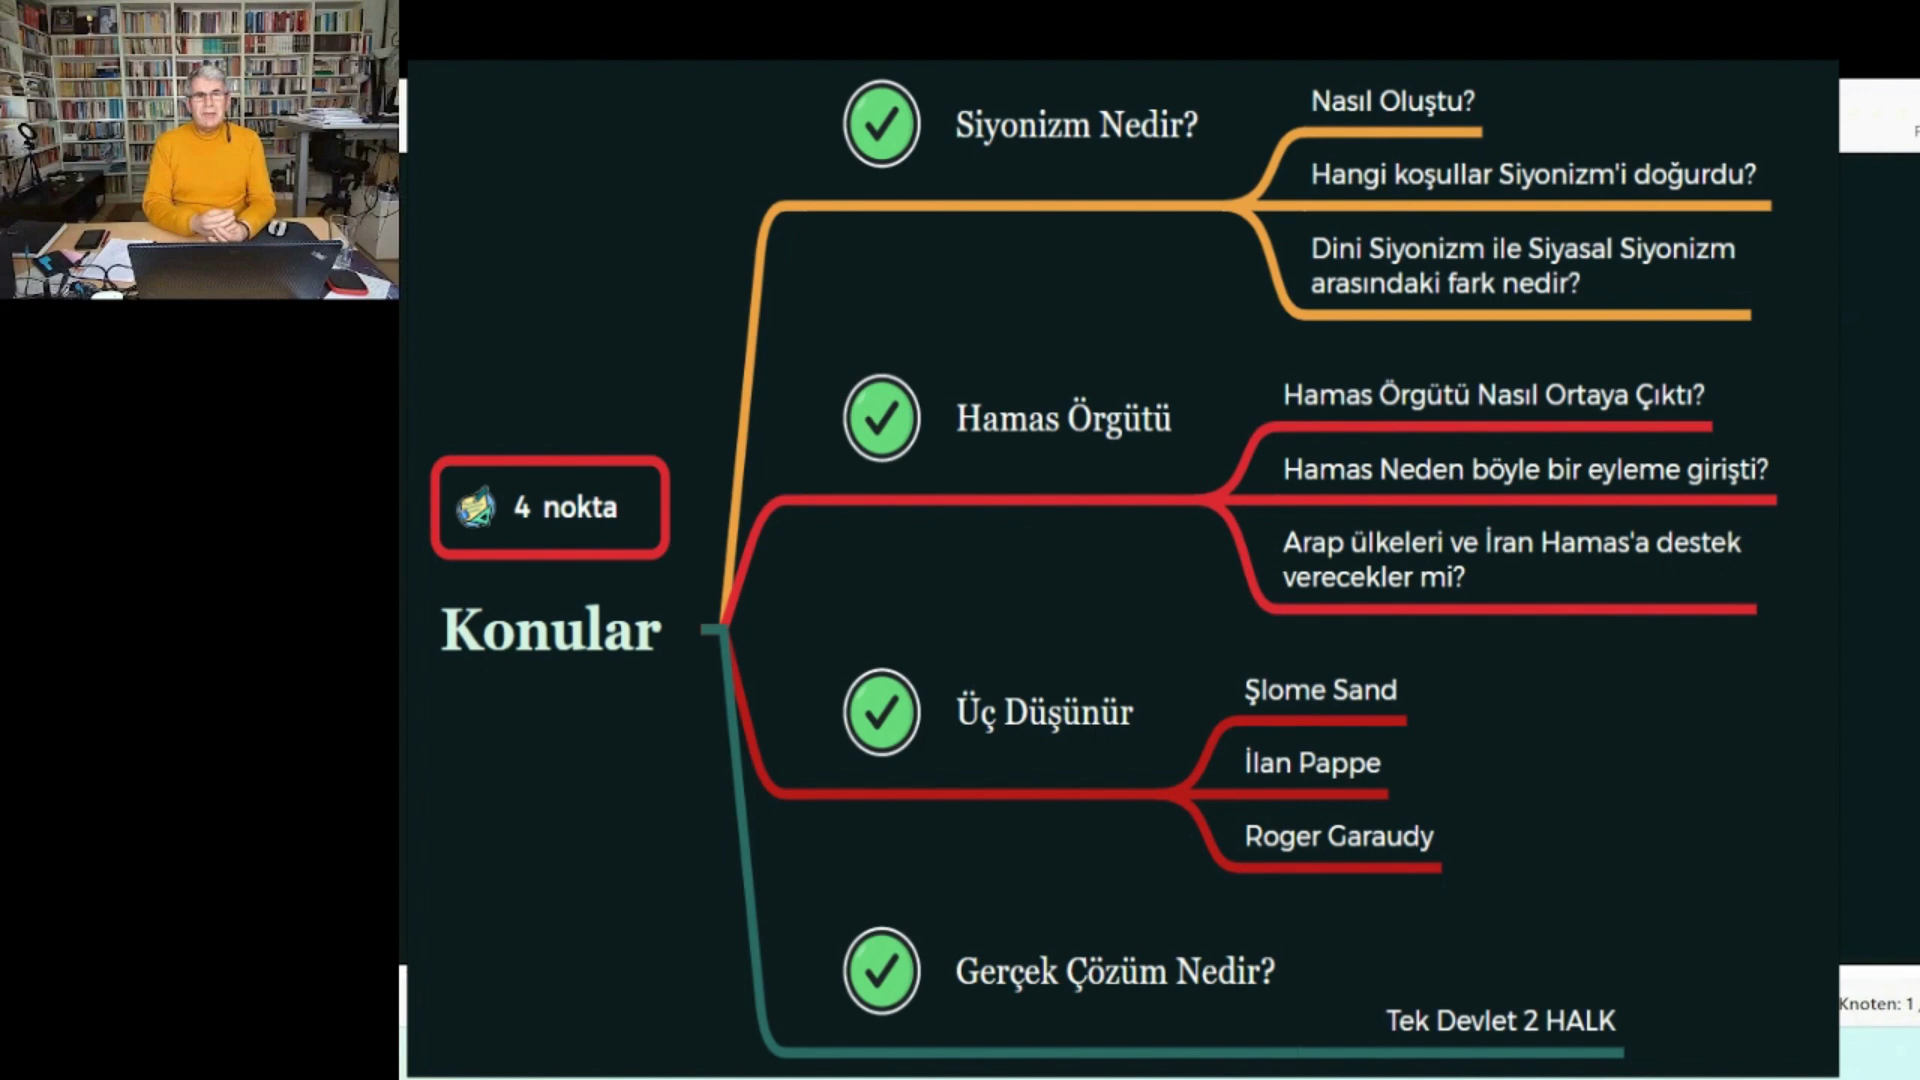 Siyonizm Nedir?
Nasıl Oluştu?
Hangi koşullar Siyonizm'i doğurdu?
Dini Siyonizm ile Siyasal Siyonizm
arasındaki fark nedir?
Hamas Örgütü
Hamas Örgütü Nasıl Ortaya Çıktı?
Hamas Neden böyle bir eyleme girişti?
Arap ülkeleri ve İran Hamas'a destek
verecekler mi?
4 nokta
Konular
Üç Düşünür
Şlome Sand
İlan Pappe
Roger Garaudy
Gerçek Çözüm Nedir?
Tek Devlet 2 HALK
Knoten: 1